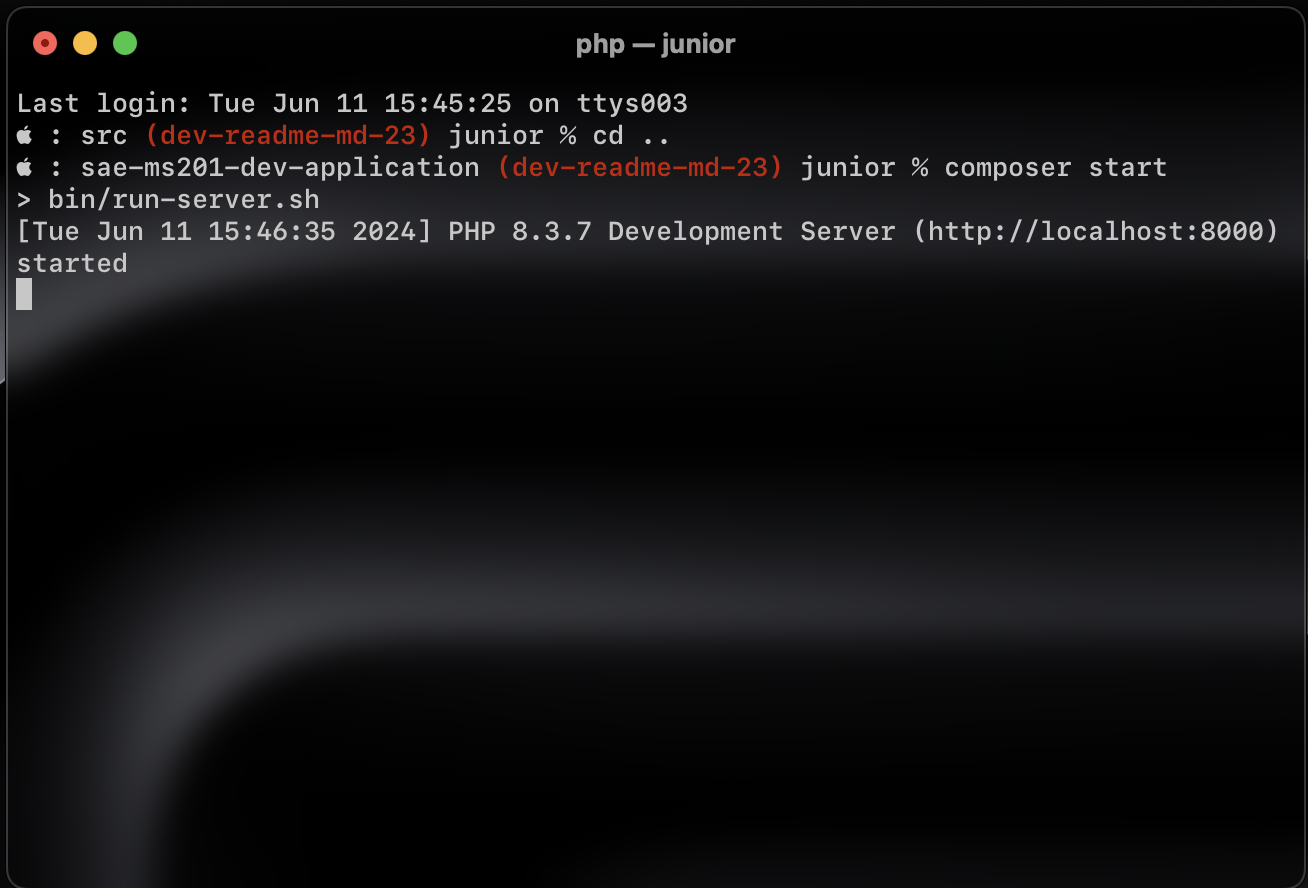 php — junior
Last login: Tue Jun 11 15:45:25 on ttys003
 : src (dev-readme-md-23) junior % cd ..
 : sae-ms201-dev-application (dev-readme-md-23) junior % composer start
> bin/run-server.sh
[Tue Jun 11 15:46:35 2024] PHP 8.3.7 Development Server (http://localhost:8000)
started